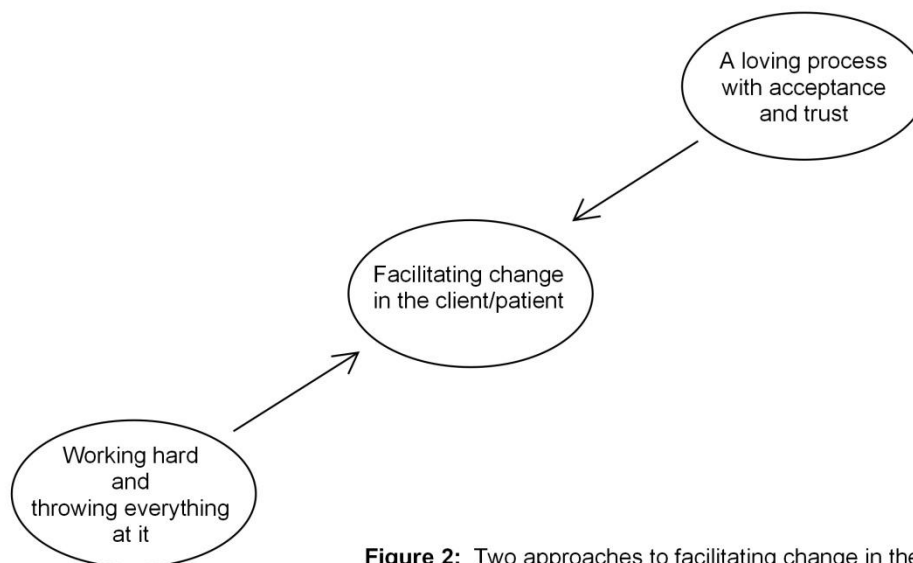 A loving process
with acceptance
and trust
Facilitating change
in the client/patient
Working hard
and
throwing everything
at it
Figure 2: Two approaches to facilitating change in the